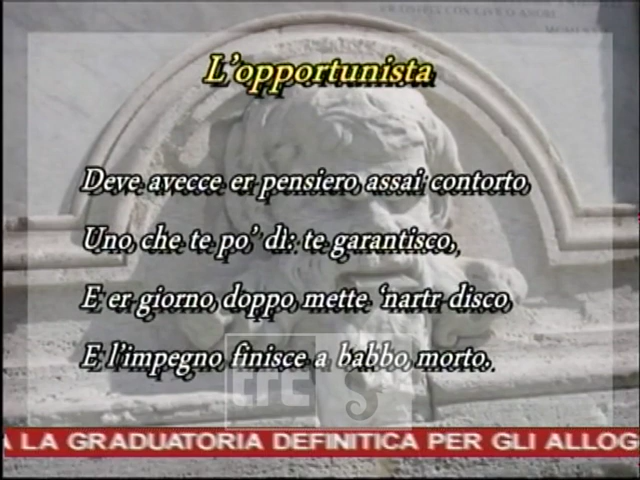 L'opportunista
Deve avecce er pensiero assai contorto
Uno che te po' dì: te garantisco,
E er giorno doppo mette 'nartr disco
E l'impegno finisce a babbo morto.
trc
A LA GRADUATORIA DEFINITICA PER GLI ALLOG